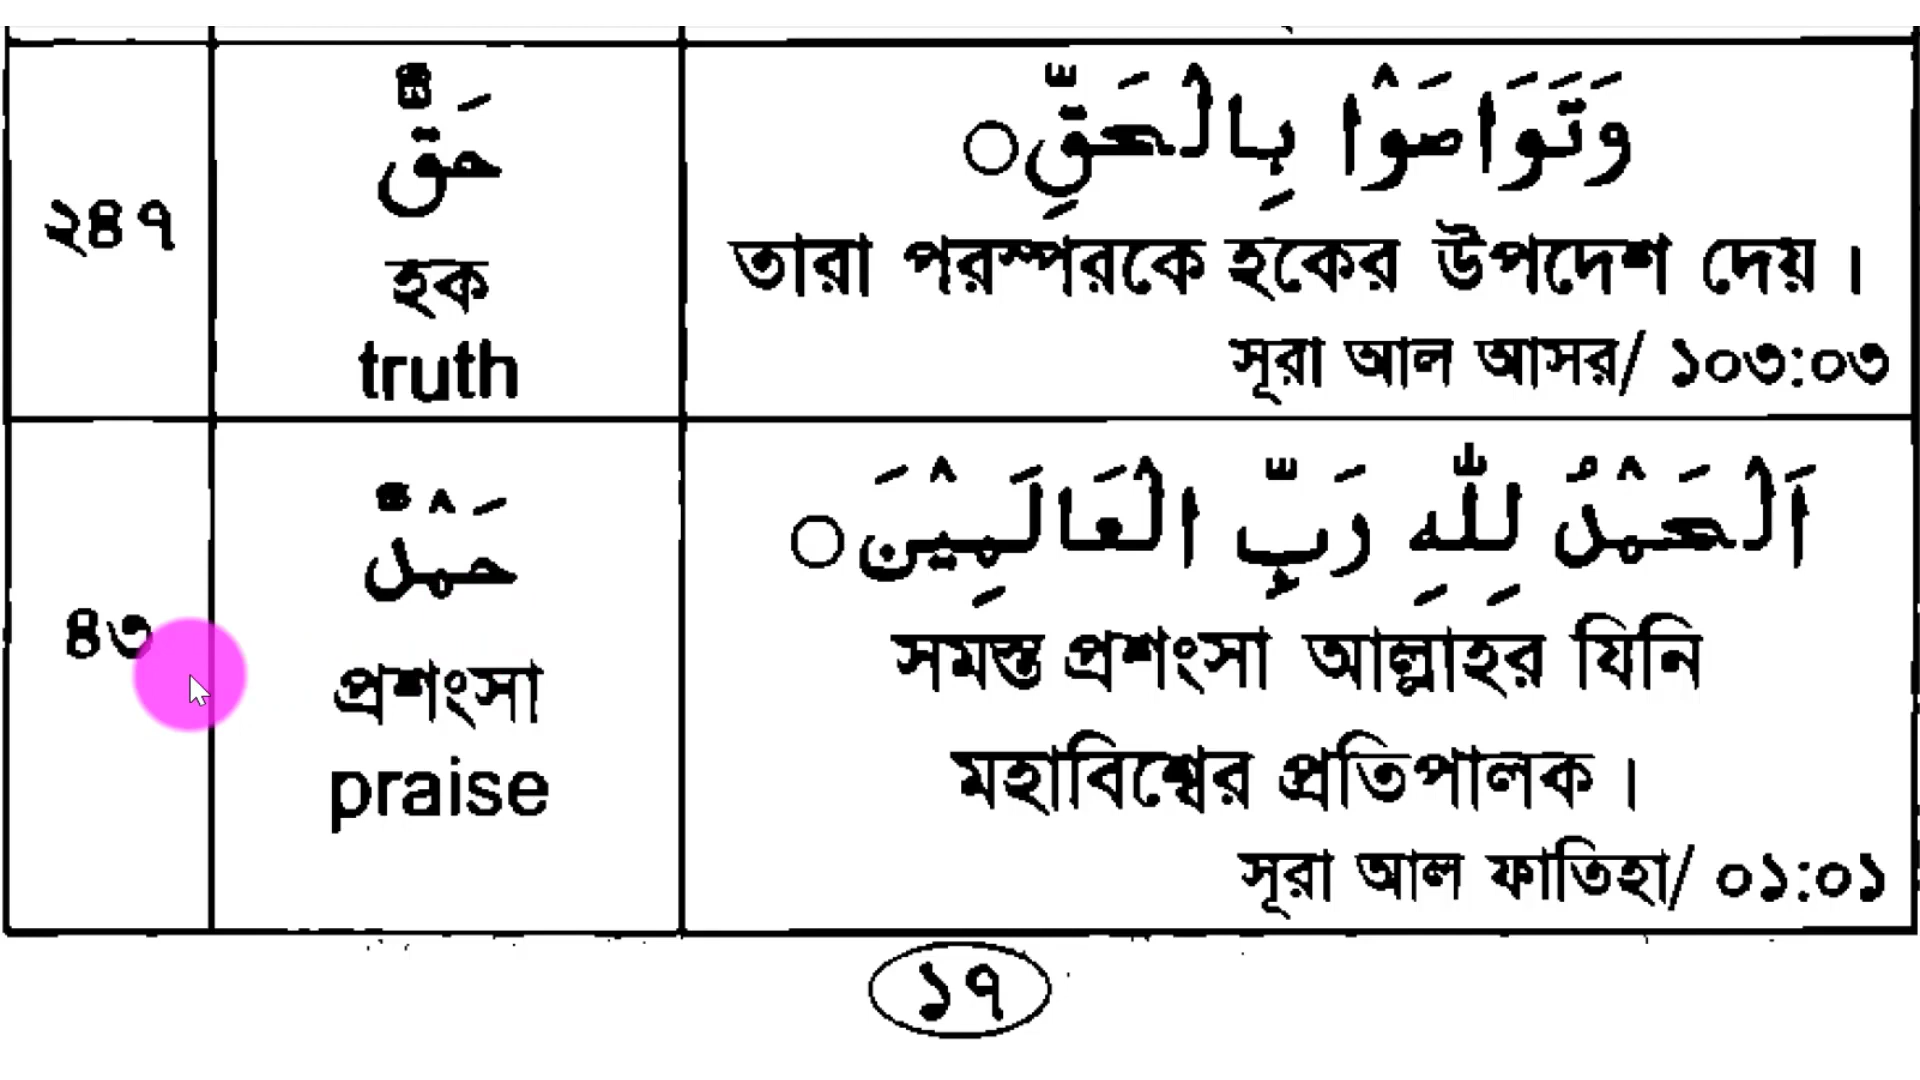 ২৪৭
حَقٌّ
হক
truth
وَتَوَاصَوْا بِالْحَقِّ ○
তারা পরস্পরকে হকের উপদেশ দেয়।
সূরা আল আসর/ ১০৩:০৩
৪৩
حَمْدٌ
প্রশংসা
praise
اَلْحَمْدُ لِلّٰهِ رَبِّ الْعَالَمِيْنَ ○
সমস্ত প্রশংসা আল্লাহর যিনি
মহাবিশ্বের প্রতিপালক।
সূরা আল ফাতিহা/ ০১:০১
১৭